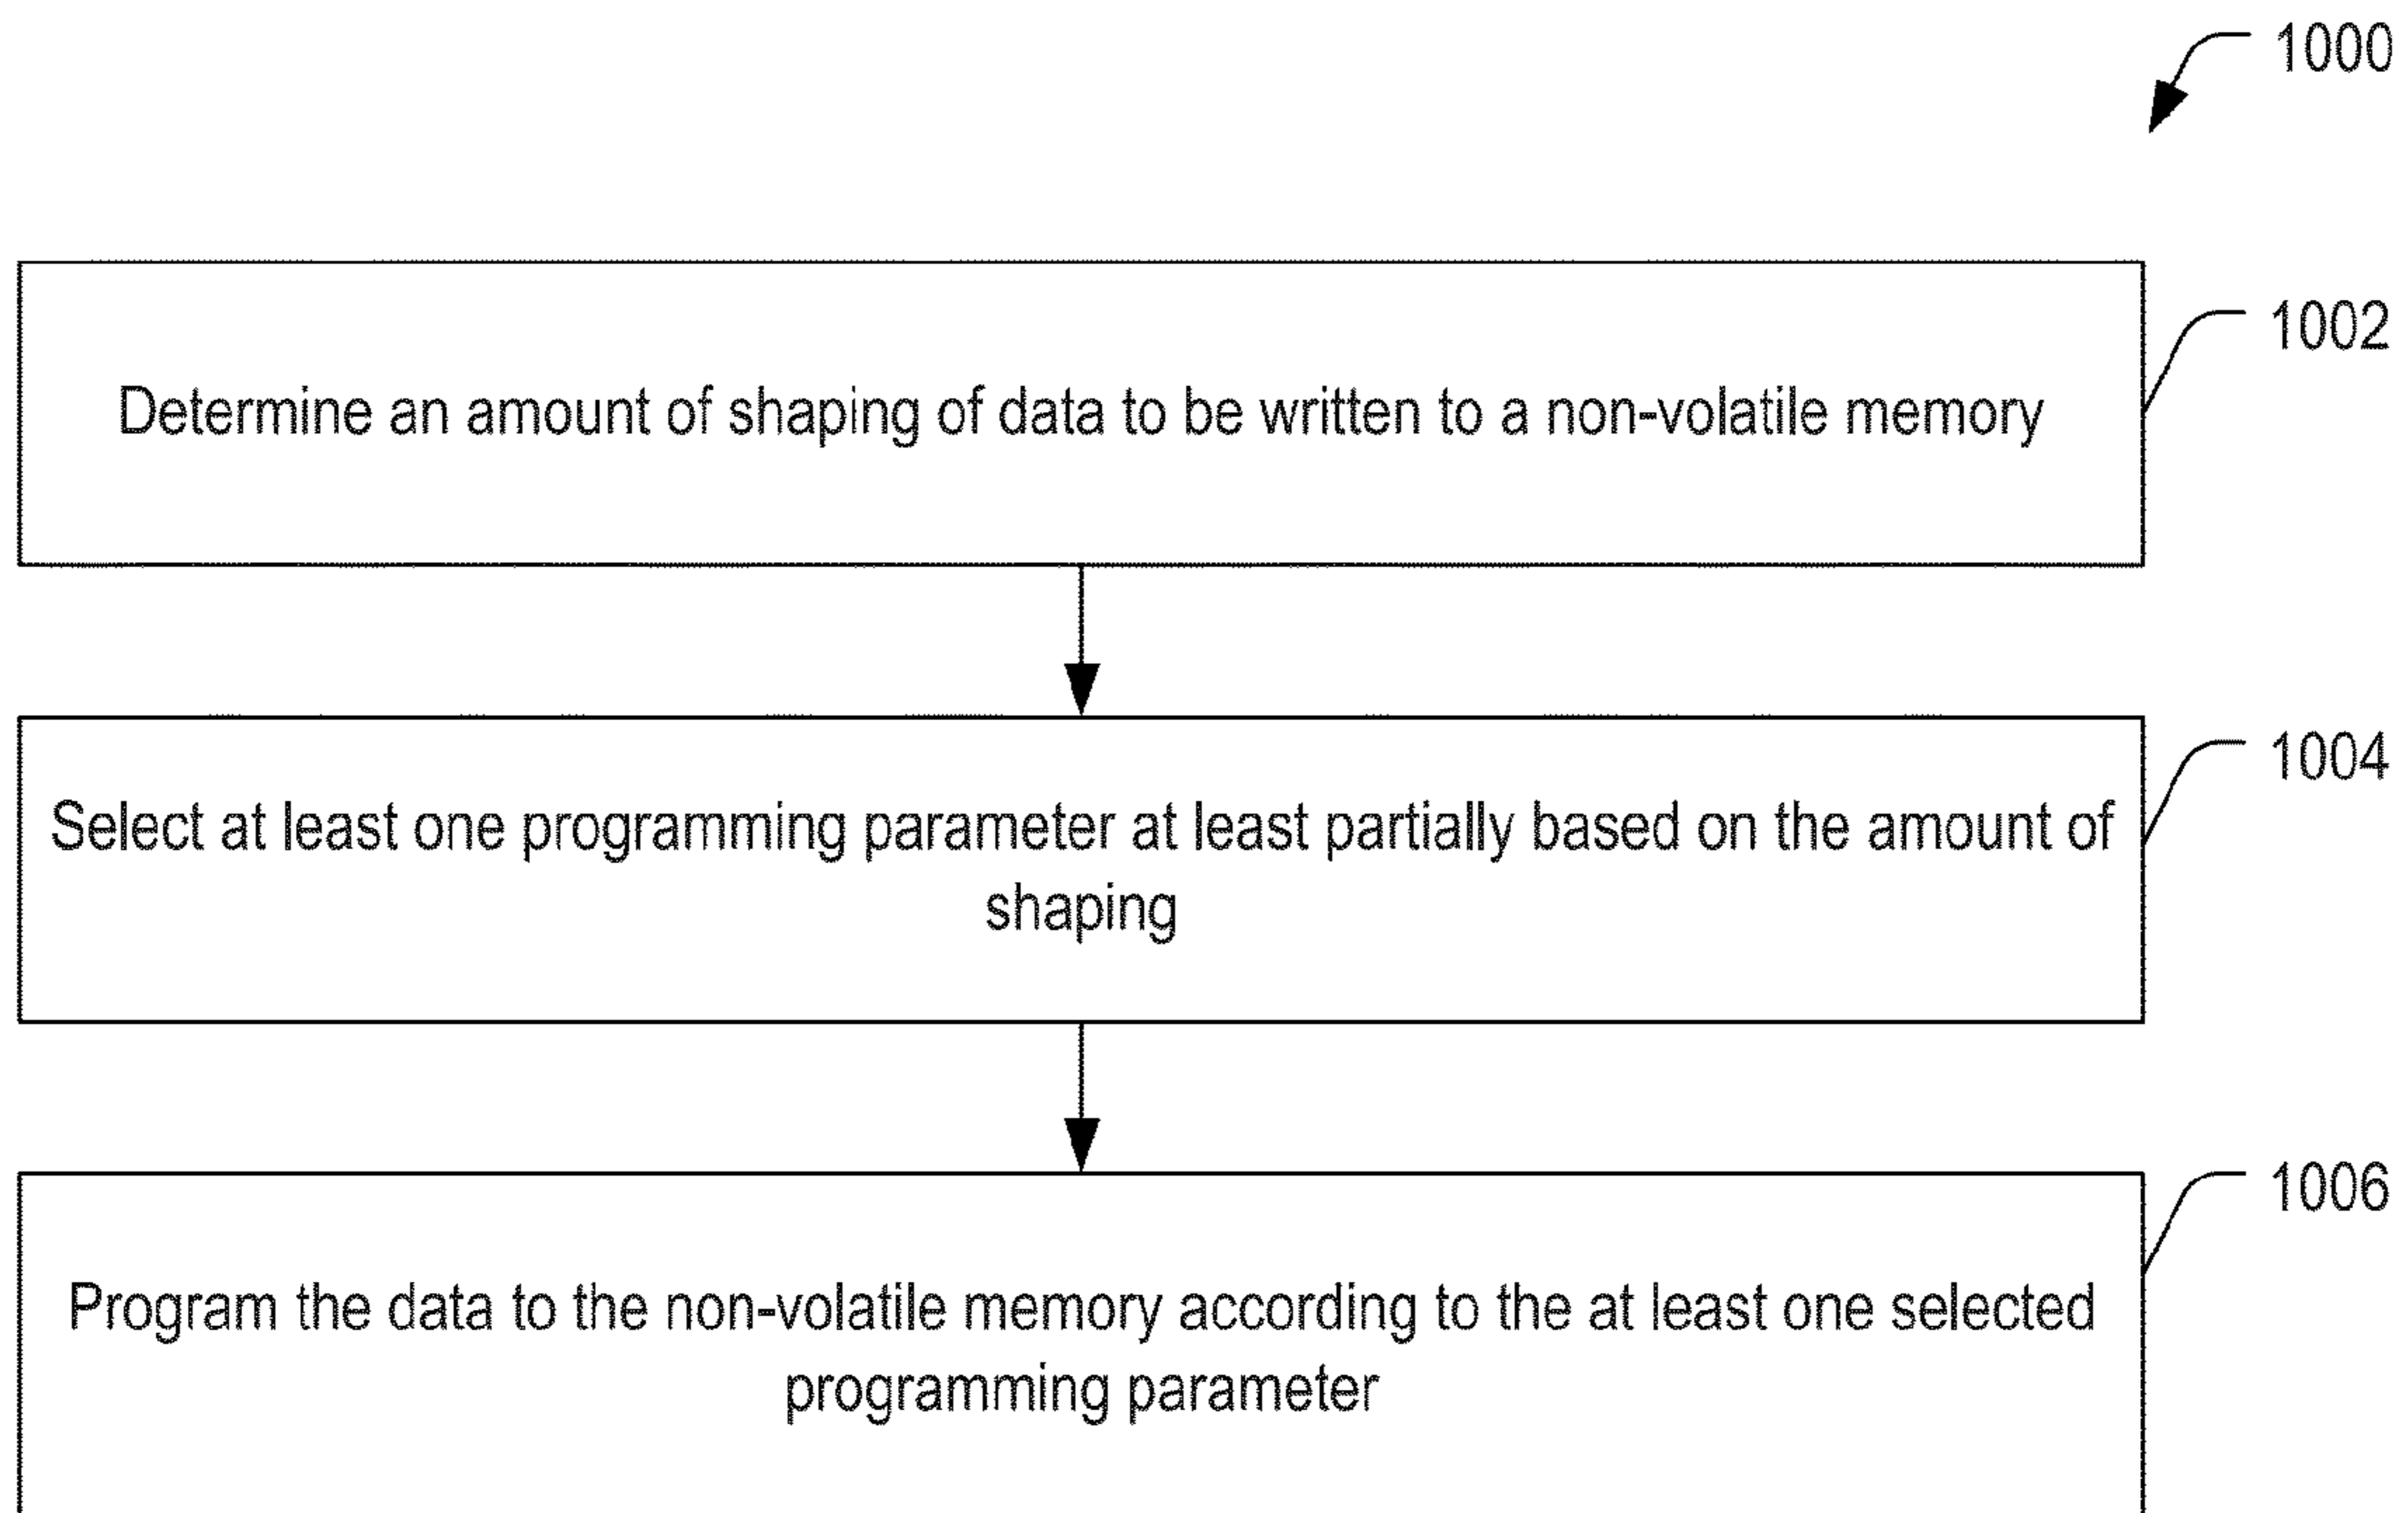 1000
1002
Determine an amount of shaping of data to be written to a non-volatile memory
1004
Select at least one programming parameter at least partially based on the amount of
shaping
1006
Program the data to the non-volatile memory according to the at least one selected
programming parameter